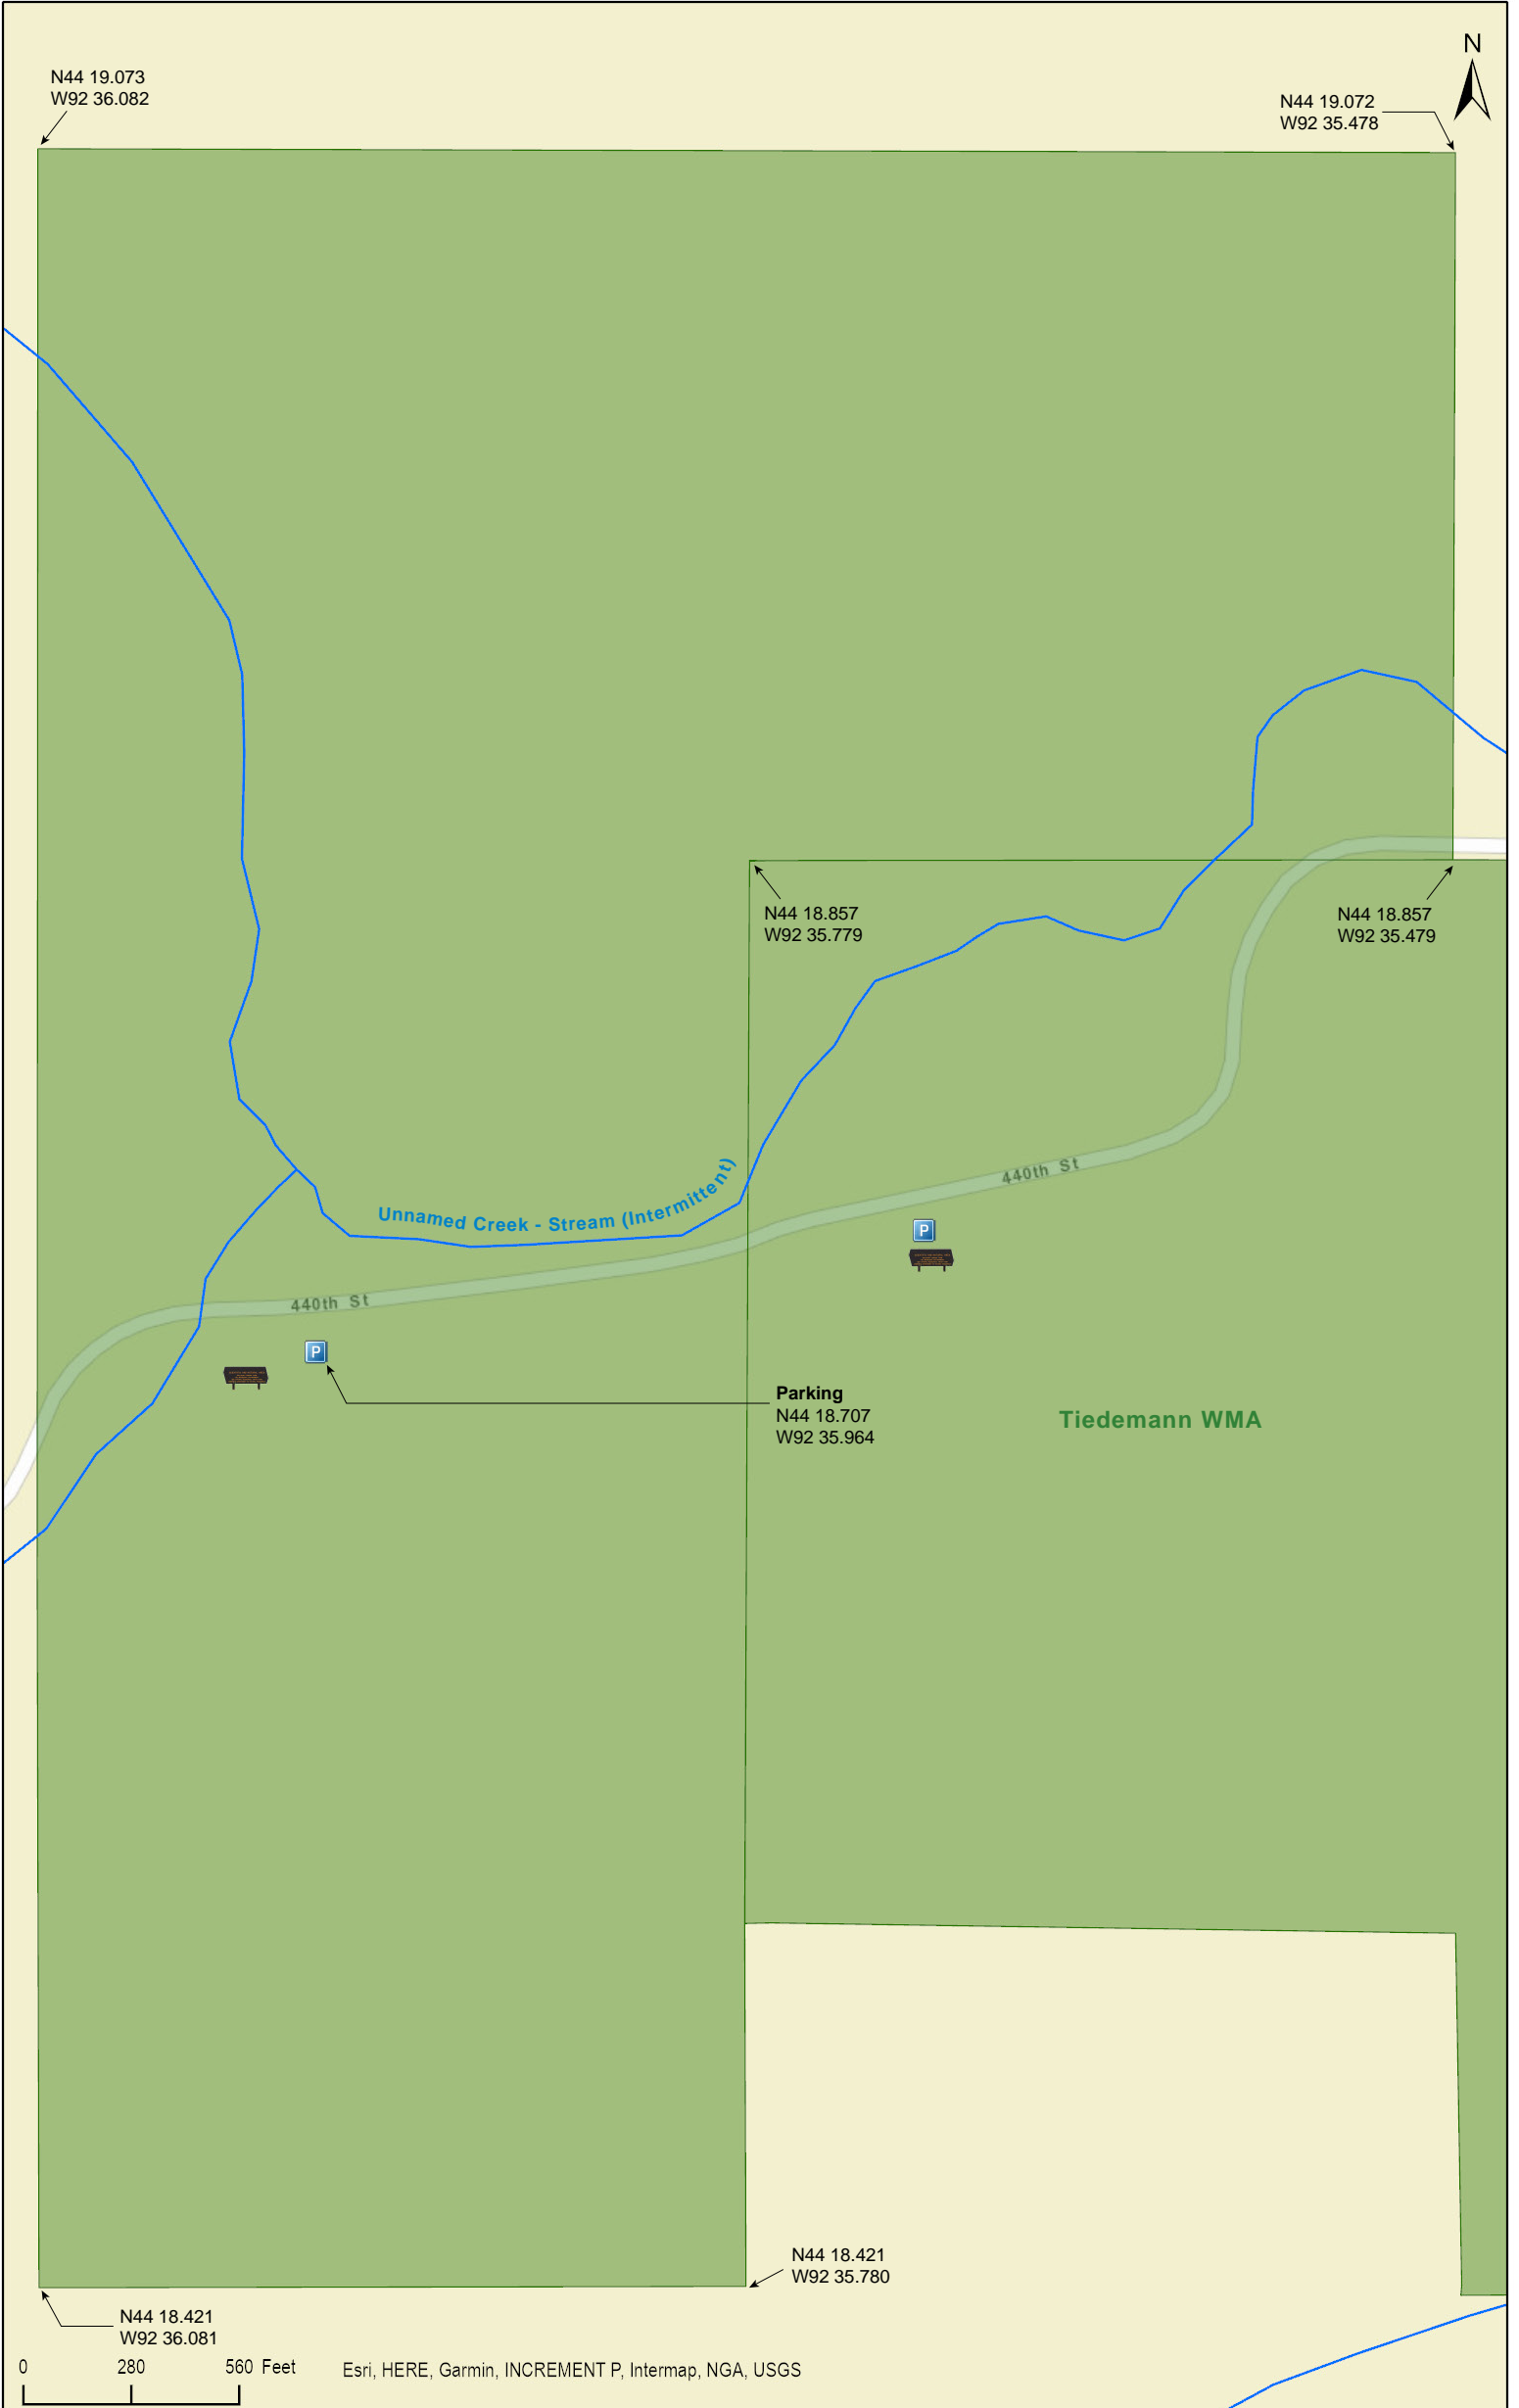 N
N44 19.073
W92 36.082
N44 19.072
W92 35.478
N44 18.857
W92 35.779
N44 18.857
W92 35.479
440th St
Unnamed Creek - Stream (Intermittent)
P
440th St
P
Parking
N44 18.707
W92 35.964
Tiedemann WMA
N44 18.421
W92 35.780
N44 18.421
W92 36.081
0 280 560 Feet
Esri, HERE, Garmin, INCREMENT P, Intermap, NGA, USGS